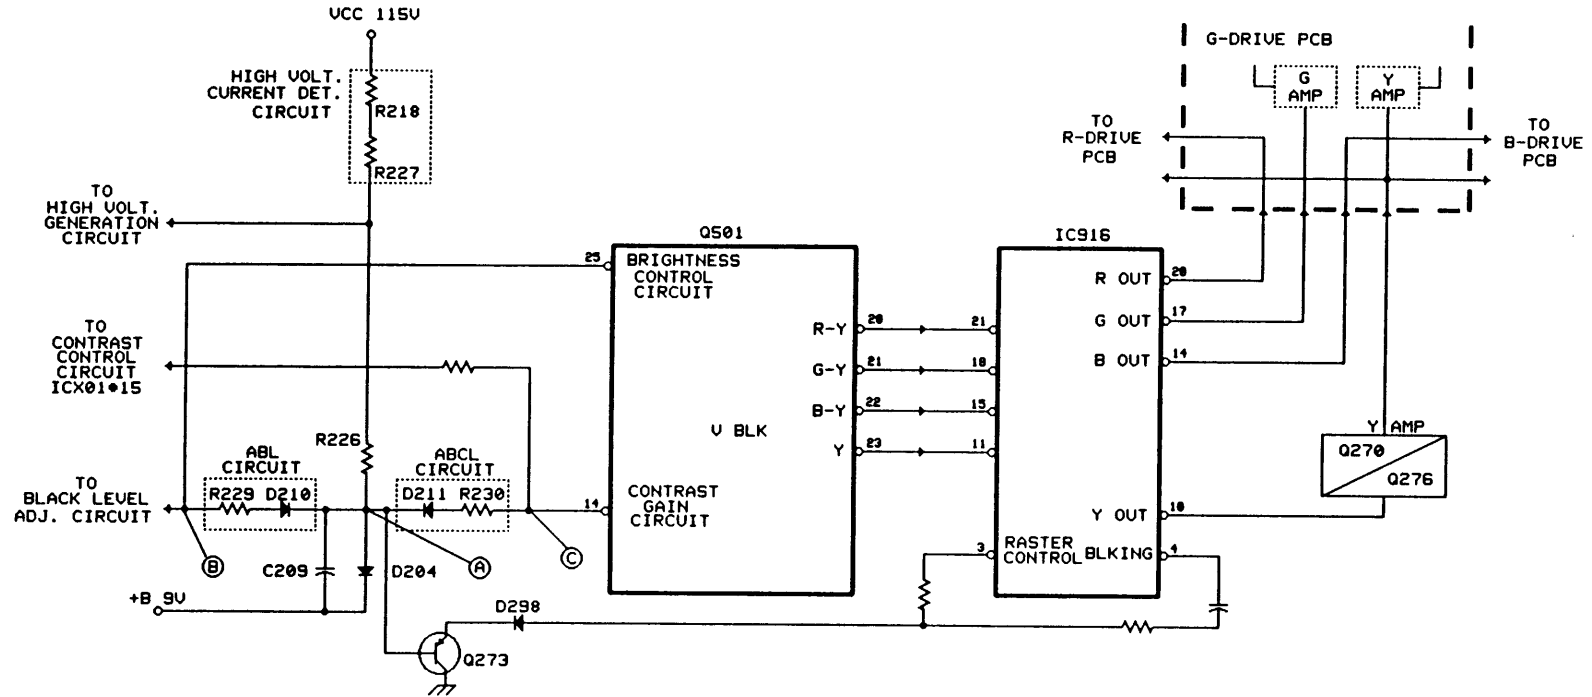 VCC 115V
HIGH VOLT.
CURRENT DET.
CIRCUIT
R218
R227
TO
HIGH VOLT.
GENERATION
CIRCUIT
TO
CONTRAST
CONTROL
CIRCUIT
ICX01●15
R226
ABL
CIRCUIT
R229 D210
ABCL
CIRCUIT
D211 R230
TO
BLACK LEVEL
ADJ. CIRCUIT
B
C209
D204
A
C
+B 9V
D298
Q273
Q501
25
BRIGHTNESS
CONTROL
CIRCUIT
R-Y
20
G-Y
21
B-Y
22
Y
23
V BLK
14
CONTRAST
GAIN
CIRCUIT
IC916
21
18
15
11
R OUT
20
G OUT
17
B OUT
14
Y OUT
10
3
RASTER
CONTROL
BLKING
4
G-DRIVE PCB
G
AMP
Y
AMP
TO
R-DRIVE
PCB
TO
B-DRIVE
PCB
Y AMP
Q270
Q276